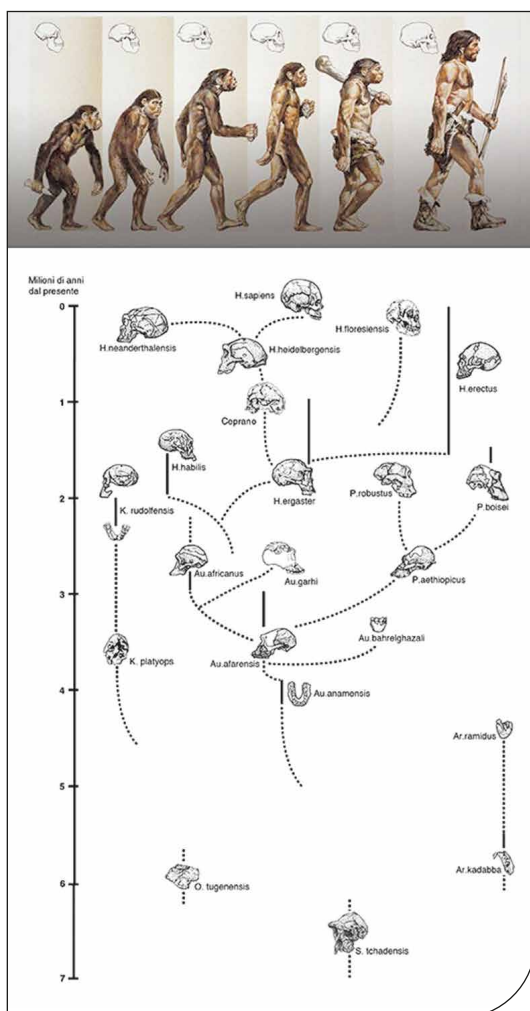 Milioni di anni
dal presente
0
H.sapiens
H.neanderthalensis
H.floresiensis
H.heidelbergensis
H.erectus
1
Ceprano
H.habilis
2
K. rudolfensis
H.ergaster
P.robustus
P.boisei
Au.africanus
Au.garhi
P.aethiopicus
3
Au.bahrelghazali
K. platyops
Au.afarensis
4
Au.anamensis
Ar.ramidus
5
6
O. tugenensis
Ar.kadabba
S. tchadensis
7